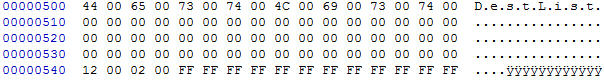 00000500 44 00 65 00 73 00 74 00 4C 00 69 00 73 00 74 00 D.e.s.t.L.i.s.t.
00000510 00 00 00 00 00 00 00 00 00 00 00 00 00 00 00 00 ................
00000520 00 00 00 00 00 00 00 00 00 00 00 00 00 00 00 00 ................
00000530 00 00 00 00 00 00 00 00 00 00 00 00 00 00 00 00 ................
00000540 12 00 02 00 FF FF FF FF FF FF FF FF FF FF FF FF ....ÿÿÿÿÿÿÿÿÿÿÿÿ